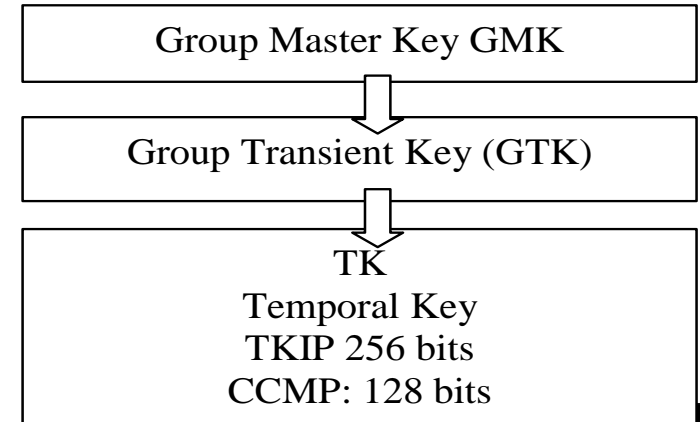 Group Master Key GMK
Group Transient Key (GTK)
TK
Temporal Key
TKIP 256 bits
CCMP: 128 bits